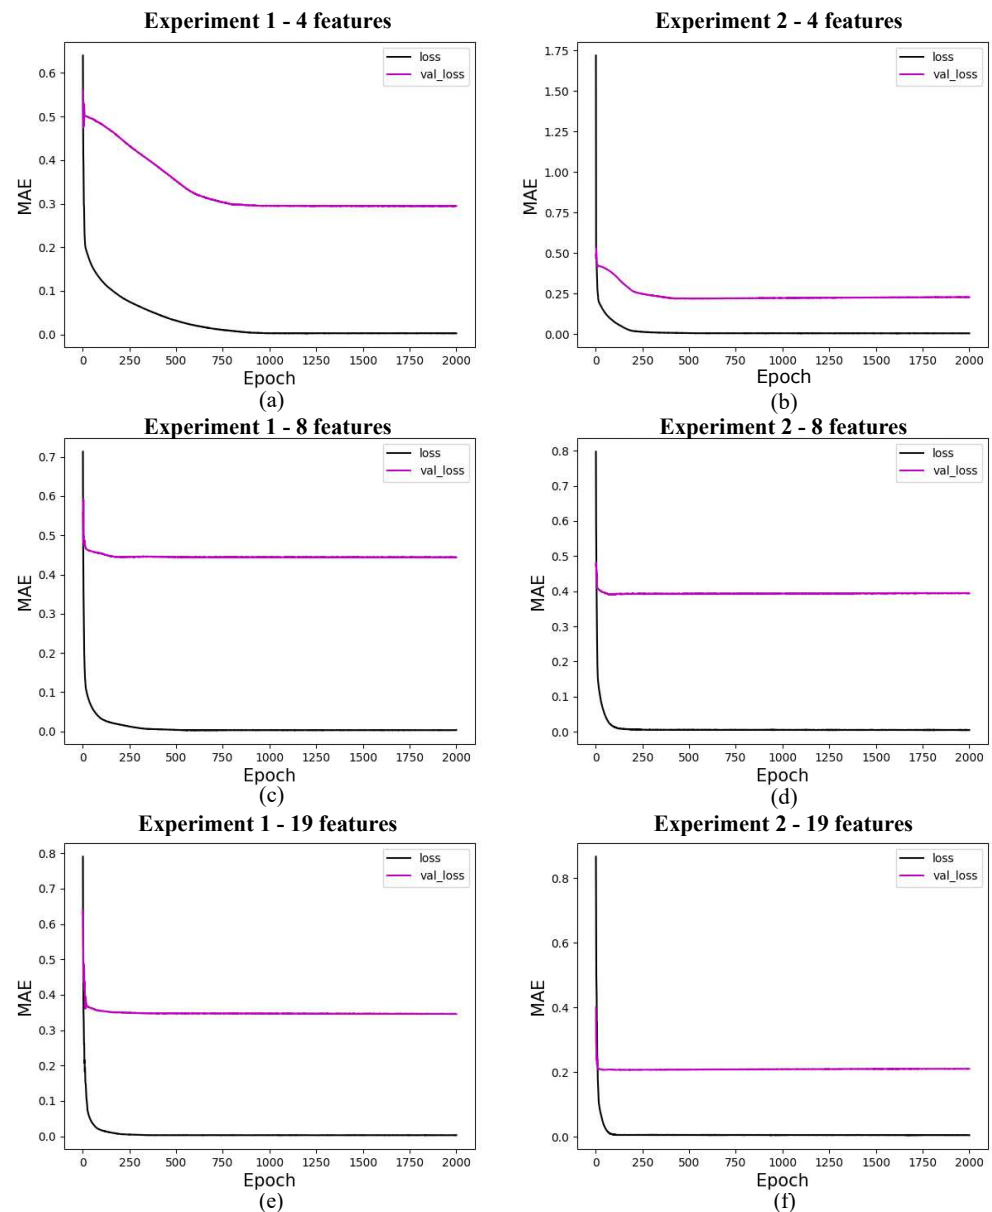 Experiment 1 - 4 features
loss
val_loss
MAE
0.6
0.5
0.4
0.3
0.2
0.1
0.0
0 250 500 750 1000 1250 1500 1750 2000
Epoch
(a)
Experiment 2 - 4 features
loss
val_loss
MAE
1.75
1.50
1.25
1.00
0.75
0.50
0.25
0.00
0 250 500 750 1000 1250 1500 1750 2000
Epoch
(b)
Experiment 1 - 8 features
loss
val_loss
MAE
0.7
0.6
0.5
0.4
0.3
0.2
0.1
0.0
0 250 500 750 1000 1250 1500 1750 2000
Epoch
(c)
Experiment 2 - 8 features
loss
val_loss
MAE
0.8
0.7
0.6
0.5
0.4
0.3
0.2
0.1
0.0
0 250 500 750 1000 1250 1500 1750 2000
Epoch
(d)
Experiment 1 - 19 features
loss
val_loss
MAE
0.8
0.7
0.6
0.5
0.4
0.3
0.2
0.1
0.0
0 250 500 750 1000 1250 1500 1750 2000
Epoch
(e)
Experiment 2 - 19 features
loss
val_loss
MAE
0.8
0.6
0.4
0.2
0.0
0 250 500 750 1000 1250 1500 1750 2000
Epoch
(f)